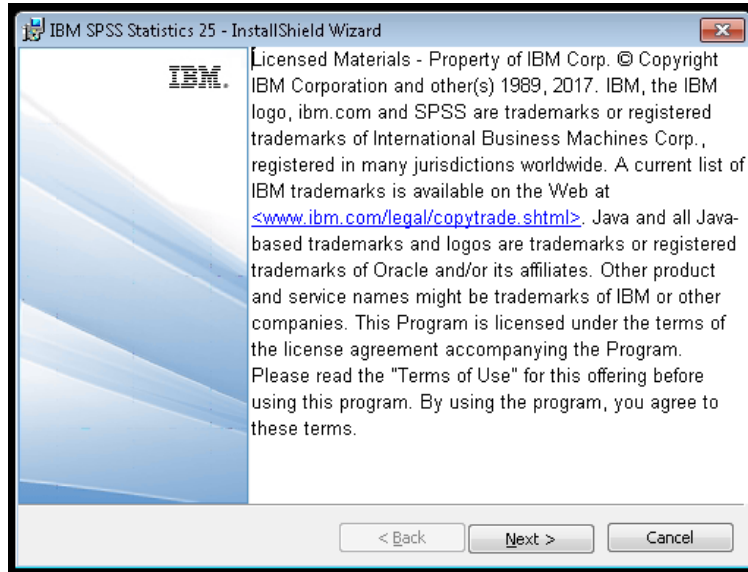 IBM SPSS Statistics 25 - InstallShield Wizard
IBM.
Licensed Materials - Property of IBM Corp. © Copyright
IBM Corporation and other(s) 1989, 2017. IBM, the IBM
logo, ibm.com and SPSS are trademarks or registered
trademarks of International Business Machines Corp.,
registered in many jurisdictions worldwide. A current list of
IBM trademarks is available on the Web at
<www.ibm.com/legal/copytrade.shtml>. Java and all Java-
based trademarks and logos are trademarks or registered
trademarks of Oracle and/or its affiliates. Other product
and service names might be trademarks of IBM or other
companies. This Program is licensed under the terms of
the license agreement accompanying the Program.
Please read the "Terms of Use" for this offering before
using this program. By using the program, you agree to
these terms.
< Back
Next >
Cancel